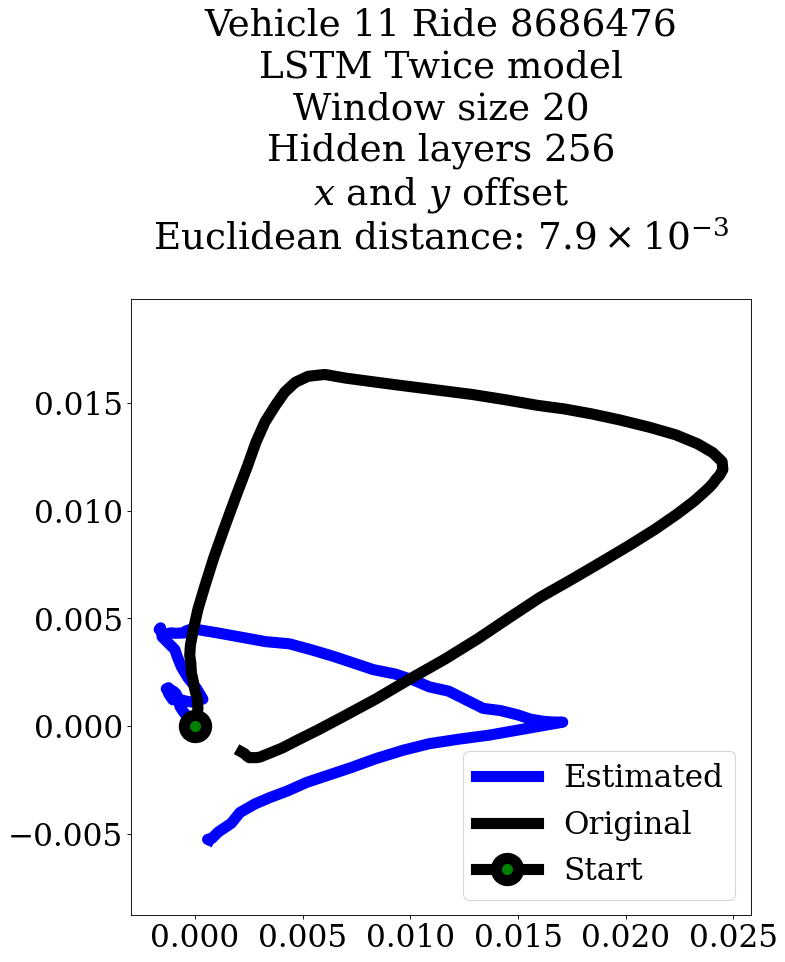 Vehicle 11 Ride 8686476
LSTM Twice model
Window size 20
Hidden layers 256
x and y offset
Euclidean distance: 7.9 × 10⁻³
0.015
0.010
0.005
0.000
−0.005
Estimated
Original
Start
0.000 0.005 0.010 0.015 0.020 0.025